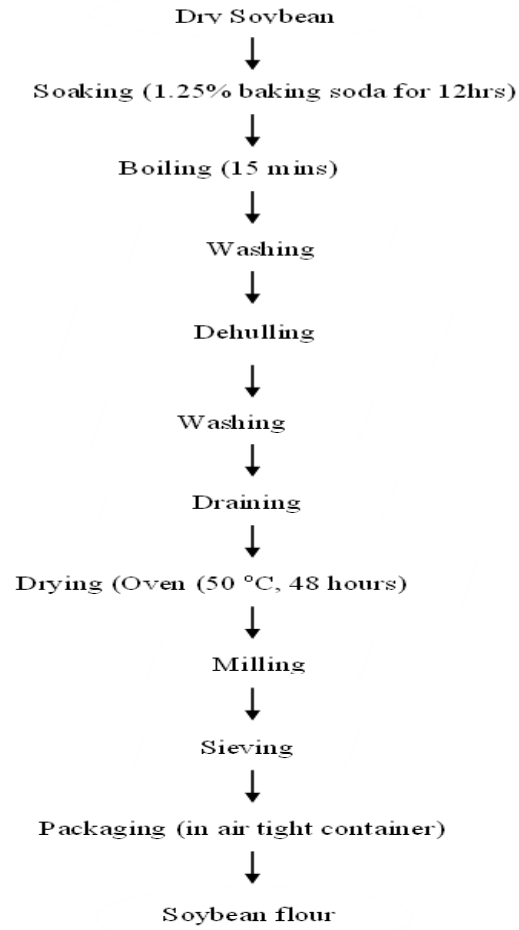 Dry Soybean
Soaking (1.25% baking soda for 12hrs)
Boiling (15 mins)
Washing
Dehulling
Washing
Draining
Drying (Oven (50 °C, 48 hours)
Milling
Sieving
Packaging (in air tight container)
Soybean flour